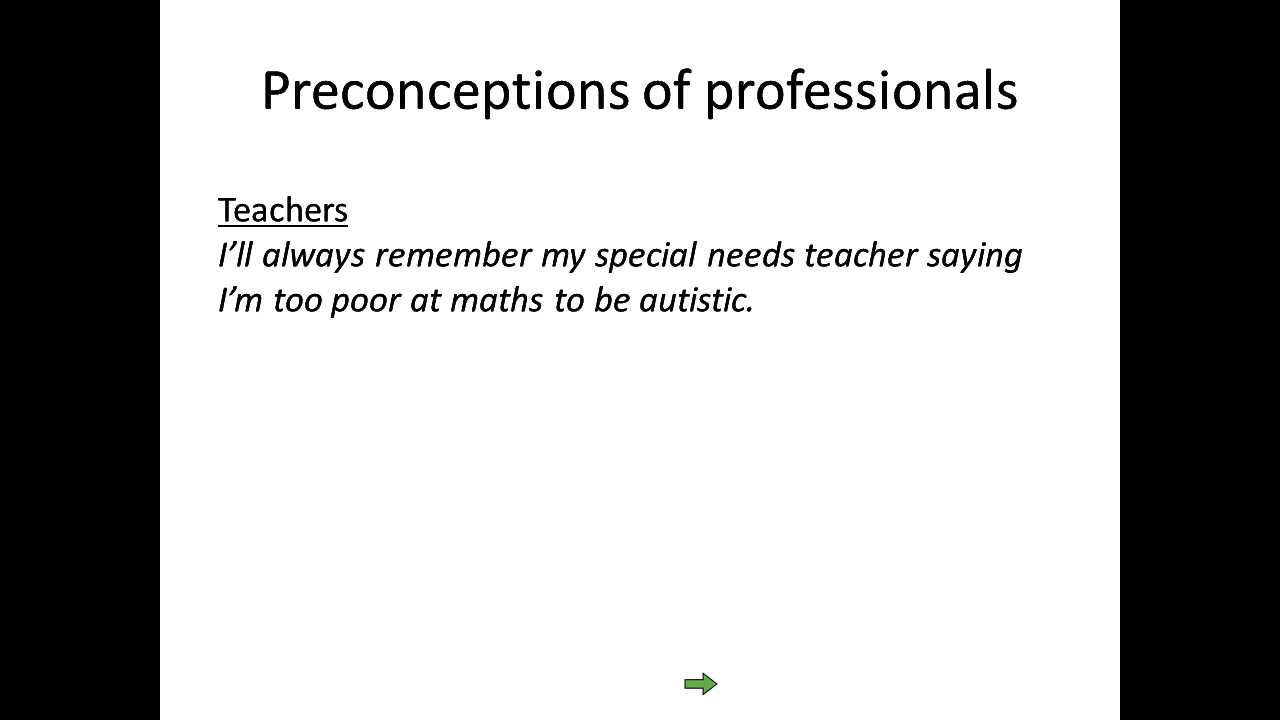 Preconceptions of professionals
Teachers
I’ll always remember my special needs teacher saying
I’m too poor at maths to be autistic.